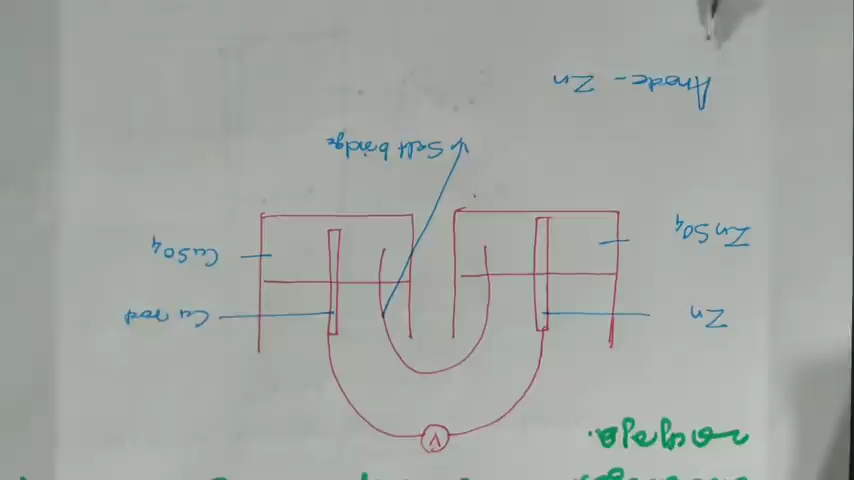 V
Zn
Cu rod
ZnSO₄
CuSO₄
Salt bridge
Anode - Zn